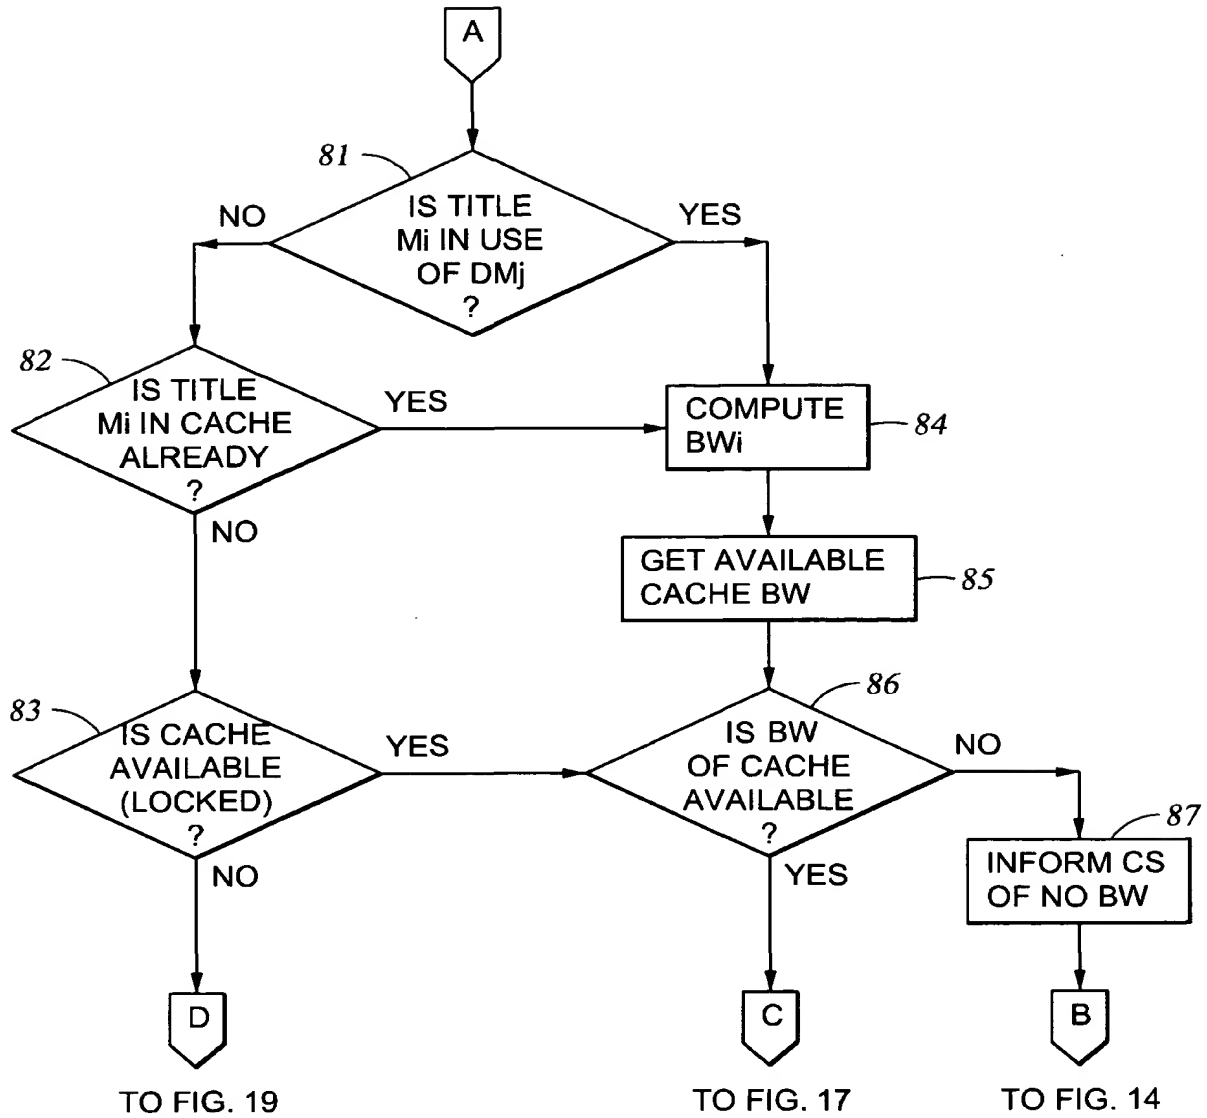 A
81
IS TITLE
Mi IN USE
OF DMj
?
NO
YES
82
IS TITLE
Mi IN CACHE
ALREADY
?
YES
NO
COMPUTE
BWi
84
GET AVAILABLE
CACHE BW
85
83
IS CACHE
AVAILABLE
(LOCKED)
?
YES
NO
86
IS BW
OF CACHE
AVAILABLE
?
NO
YES
87
INFORM CS
OF NO BW
D
C
B
TO FIG. 19
TO FIG. 17
TO FIG. 14